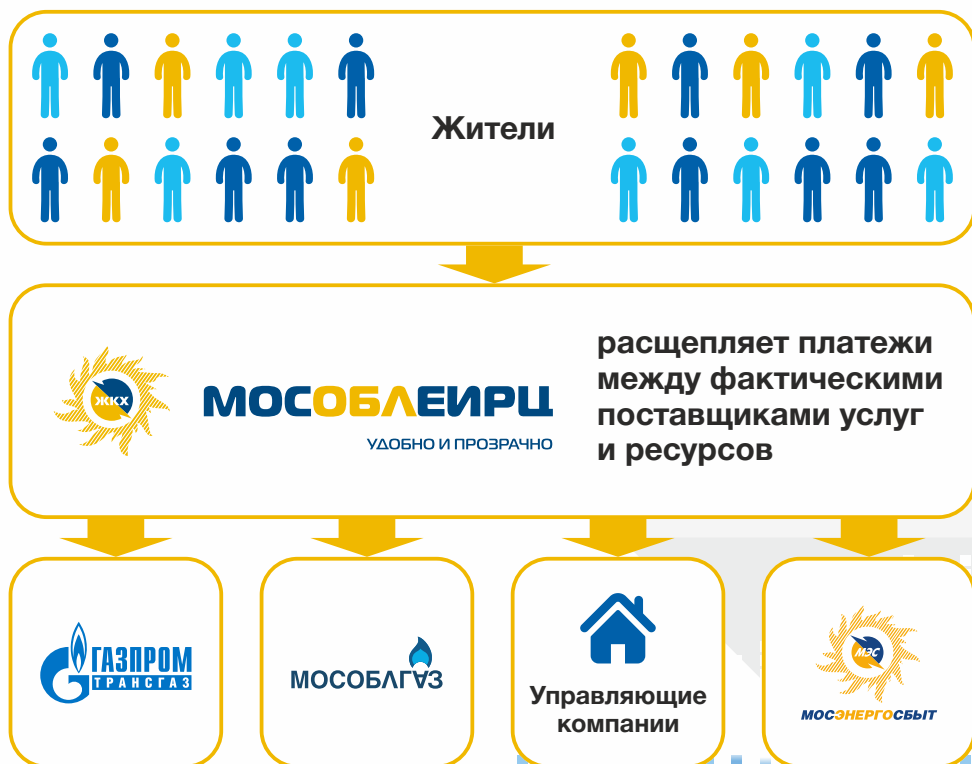 Жители
ЖКХ
МОСОБЛЕИРЦ
УДОБНО И ПРОЗРАЧНО
расщепляет платежи
между фактическими
поставщиками услуг
и ресурсов
ГАЗПРОМ
ТРАНСГАЗ
МОСОБЛГАЗ
Управляющие
компании
МЭС
МОСЭНЕРГОСБЫТ